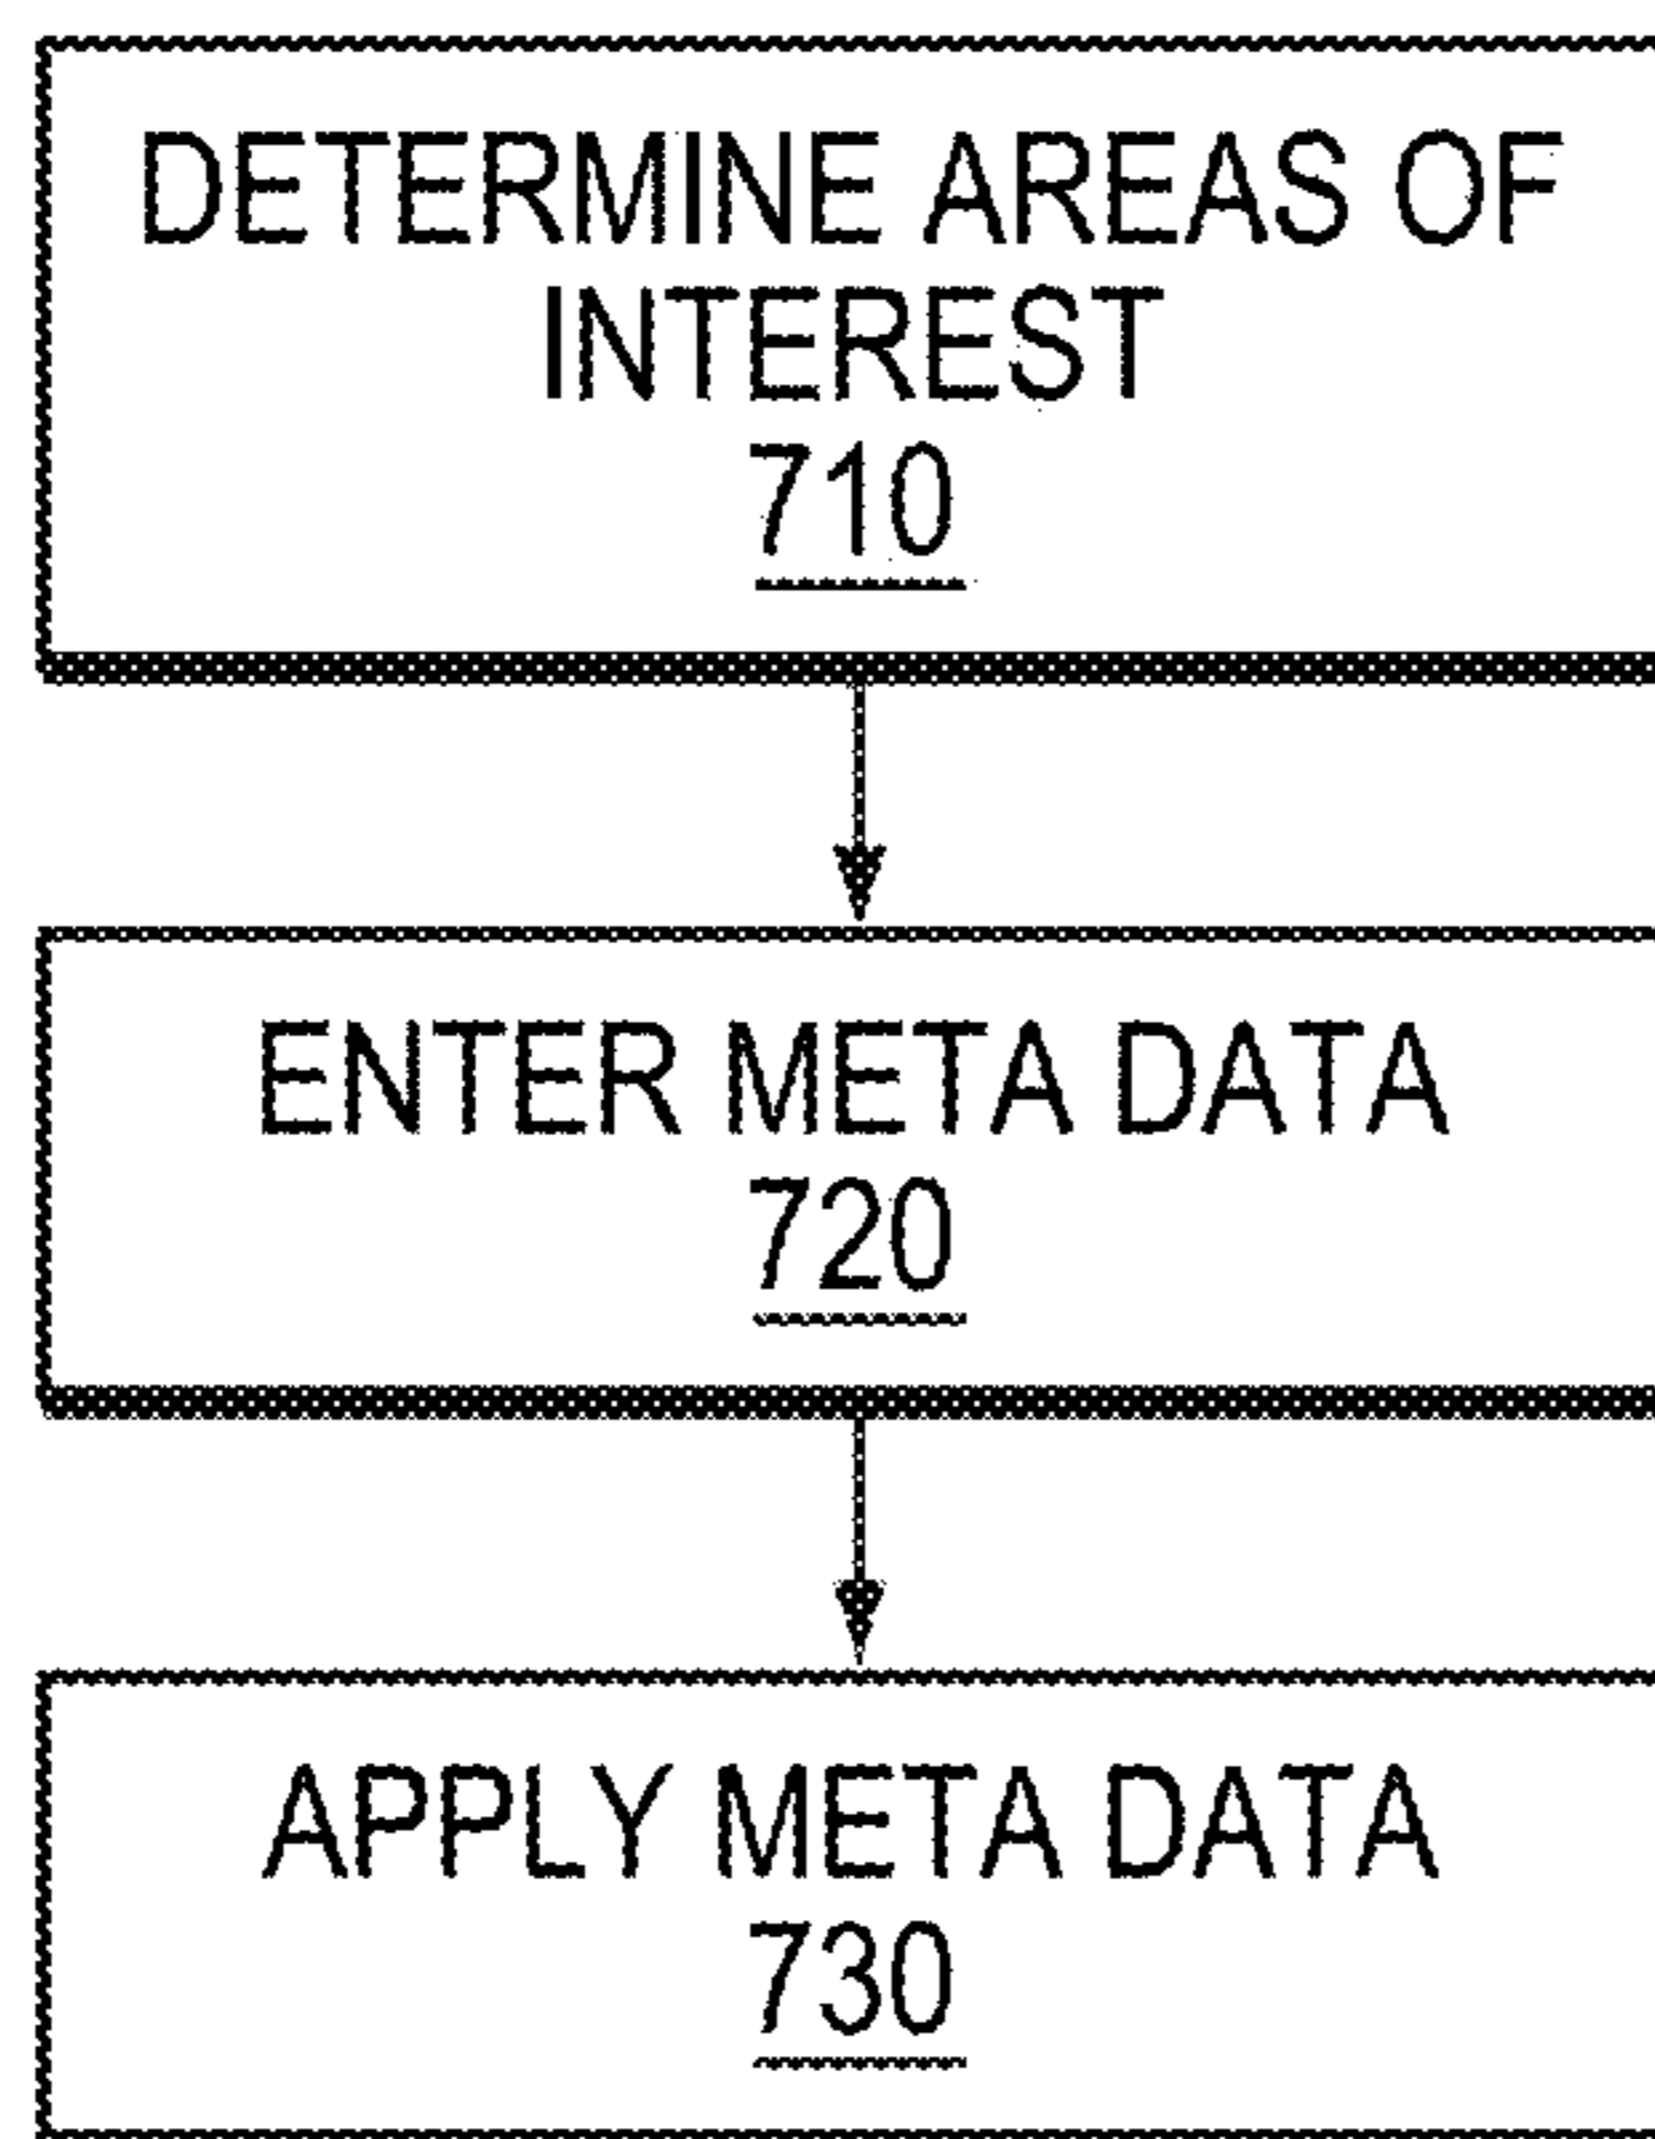 DETERMINE AREAS OF
INTEREST
710
ENTER META DATA
720
APPLY META DATA
730